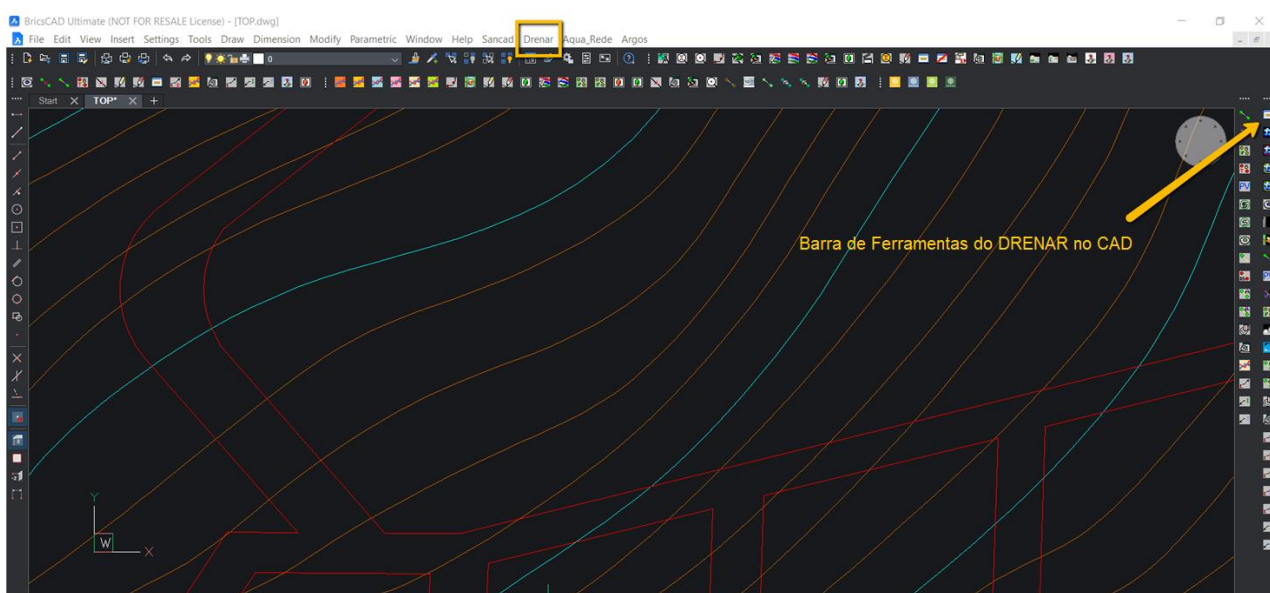 BricsCAD Ultimate (NOT FOR RESALE License) - [TOP.dwg]
File Edit View Insert Settings Tools Draw Dimension Modify Parametric Window Help Sancad Drenar Aqua_Rede Argos
0
Start TOP*
Barra de Ferramentas do DRENAR no CAD
PV
Y
W
X